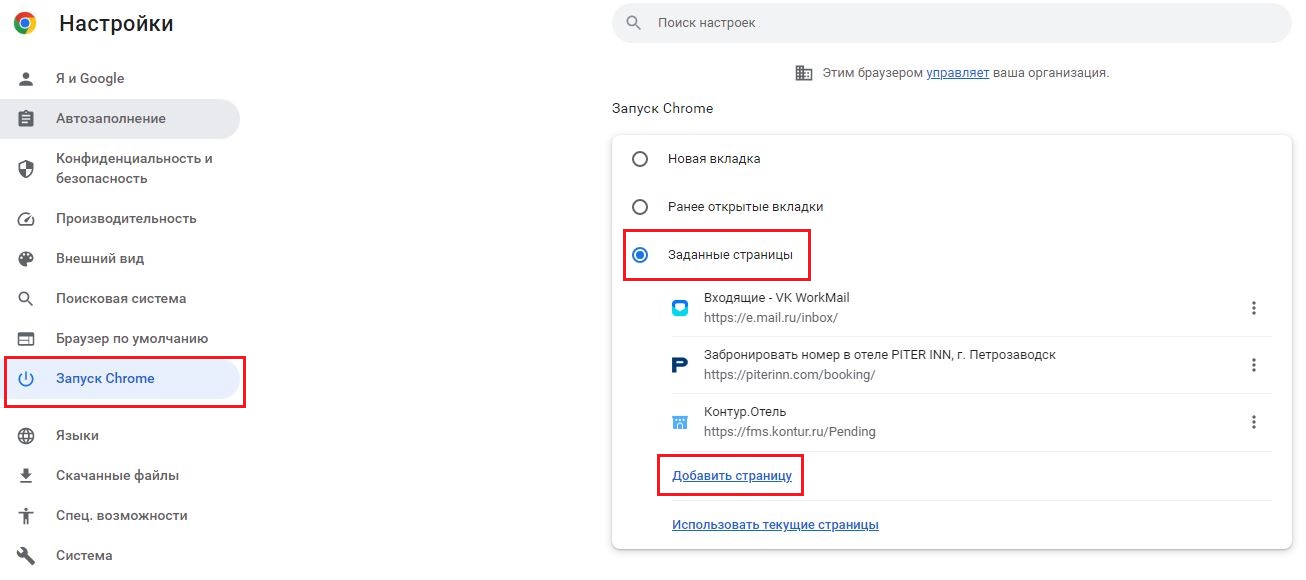 Настройки
Я и Google
Автозаполнение
Конфиденциальность и
безопасность
Производительность
Внешний вид
Поисковая система
Браузер по умолчанию
Запуск Chrome
Языки
Скачанные файлы
Спец. возможности
Система
Поиск настроек
Этим браузером управляет ваша организация.
Запуск Chrome
Новая вкладка
Ранее открытые вкладки
Заданные страницы
Входящие - VK WorkMail
https://e.mail.ru/inbox/
Забронировать номер в отеле PITER INN, г. Петрозаводск
https://piterinn.com/booking/
Контур.Отель
https://fms.kontur.ru/Pending
Добавить страницу
Использовать текущие страницы